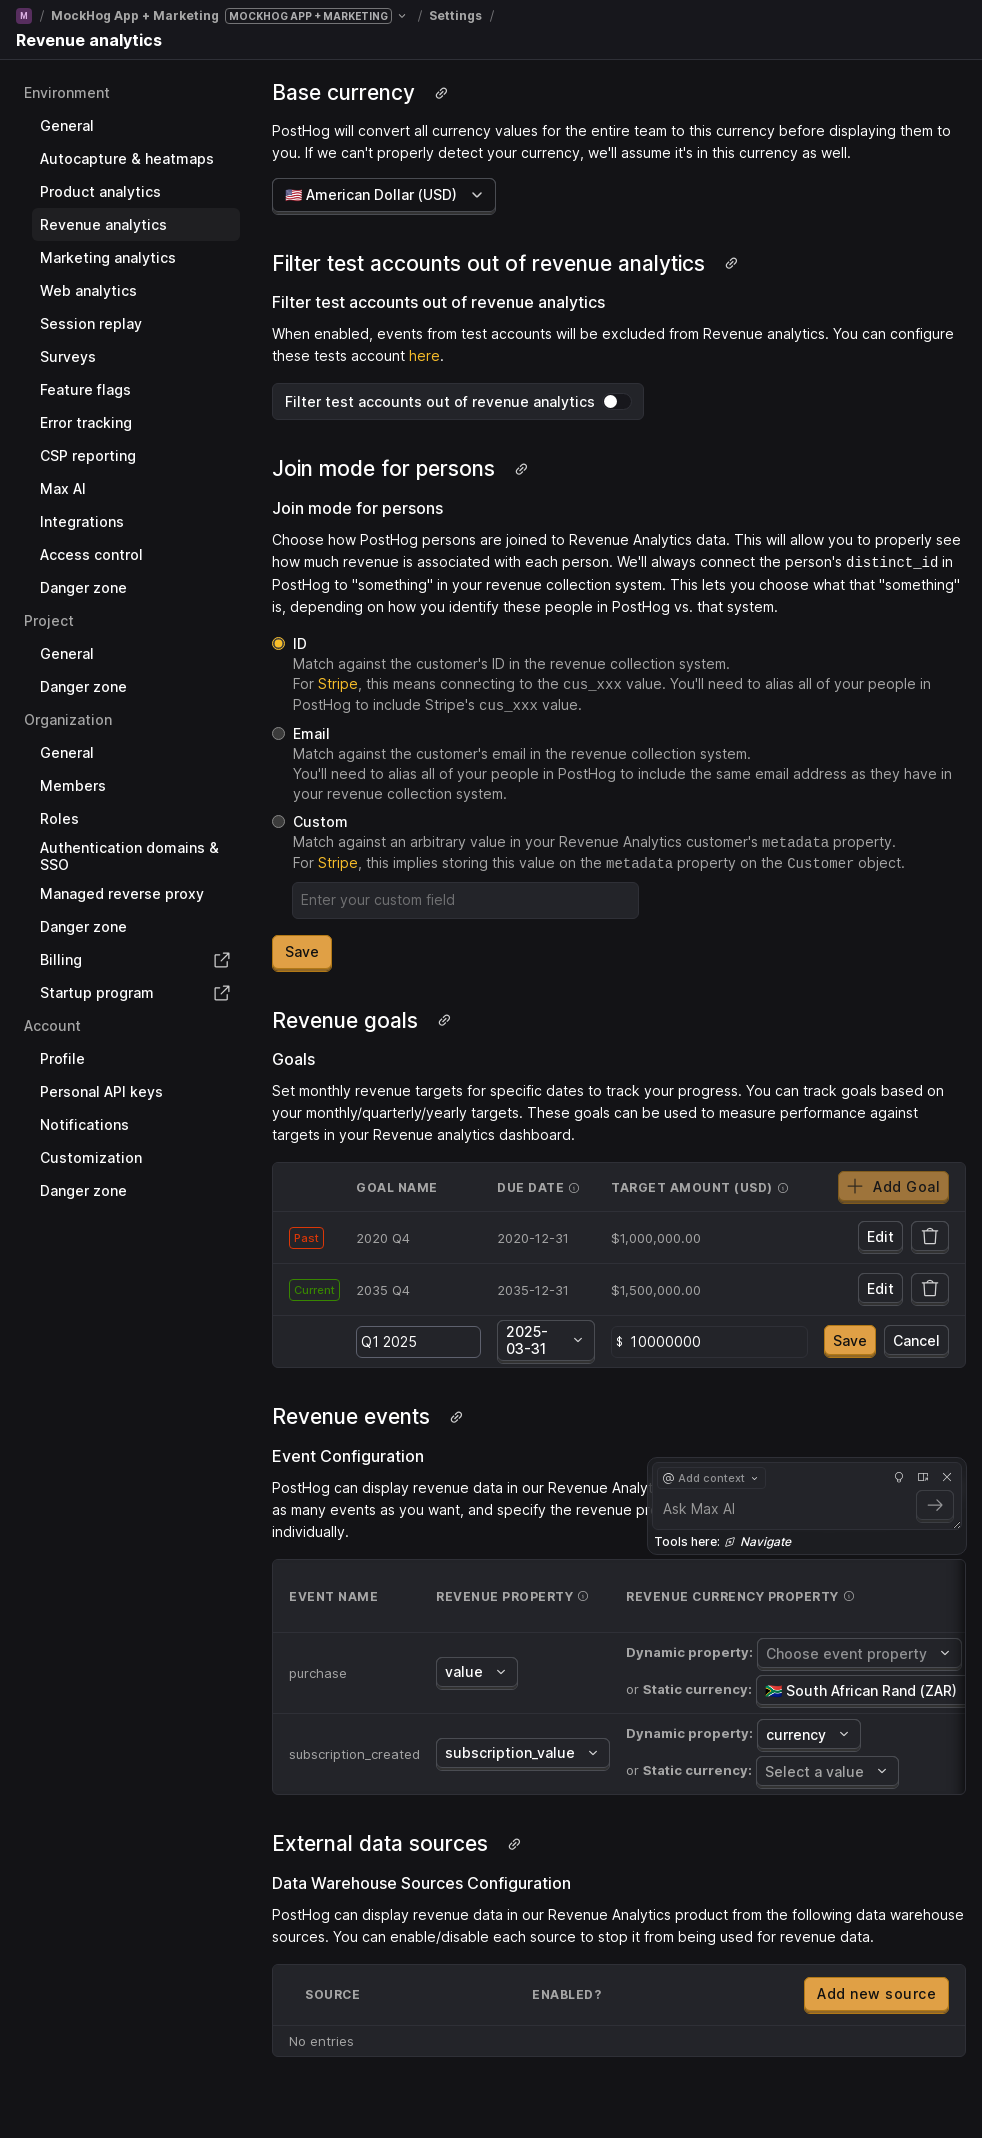 M / MockHog App + Marketing MOCKHOG APP + MARKETING / Settings /
Revenue analytics
Environment
General
Autocapture & heatmaps
Product analytics
Revenue analytics
Marketing analytics
Web analytics
Session replay
Surveys
Feature flags
Error tracking
CSP reporting
Max AI
Integrations
Access control
Danger zone
Project
General
Danger zone
Organization
General
Members
Roles
Authentication domains &
SSO
Managed reverse proxy
Danger zone
Billing
Startup program
Account
Profile
Personal API keys
Notifications
Customization
Danger zone
Base currency
PostHog will convert all currency values for the entire team to this currency before displaying them to
you. If we can't properly detect your currency, we'll assume it's in this currency as well.
🇺🇸 American Dollar (USD)
Filter test accounts out of revenue analytics
Filter test accounts out of revenue analytics
When enabled, events from test accounts will be excluded from Revenue analytics. You can configure
these tests account here.
Filter test accounts out of revenue analytics
Join mode for persons
Join mode for persons
Choose how PostHog persons are joined to Revenue Analytics data. This will allow you to properly see
how much revenue is associated with each person. We'll always connect the person's distinct_id in
PostHog to "something" in your revenue collection system. This lets you choose what that "something"
is, depending on how you identify these people in PostHog vs. that system.
ID
Match against the customer's ID in the revenue collection system.
For Stripe, this means connecting to the cus_xxx value. You'll need to alias all of your people in
PostHog to include Stripe's cus_xxx value.
Email
Match against the customer's email in the revenue collection system.
You'll need to alias all of your people in PostHog to include the same email address as they have in
your revenue collection system.
Custom
Match against an arbitrary value in your Revenue Analytics customer's metadata property.
For Stripe, this implies storing this value on the metadata property on the Customer object.
Enter your custom field
Save
Revenue goals
Goals
Set monthly revenue targets for specific dates to track your progress. You can track goals based on
your monthly/quarterly/yearly targets. These goals can be used to measure performance against
targets in your Revenue analytics dashboard.
GOAL NAME DUE DATE TARGET AMOUNT (USD) Add Goal
Past 2020 Q4 2020-12-31 $1,000,000.00 Edit
Current 2035 Q4 2035-12-31 $1,500,000.00 Edit
Q1 2025 2025-03-31 $ 10000000 Save Cancel
Revenue events
Event Configuration
PostHog can display revenue data in our Revenue Analyt
as many events as you want, and specify the revenue pr
individually.
@ Add context
Ask Max AI
Tools here: Navigate
EVENT NAME REVENUE PROPERTY REVENUE CURRENCY PROPERTY
purchase value Dynamic property: Choose event property
or Static currency: 🇿🇦 South African Rand (ZAR)
subscription_created subscription_value Dynamic property: currency
or Static currency: Select a value
External data sources
Data Warehouse Sources Configuration
PostHog can display revenue data in our Revenue Analytics product from the following data warehouse
sources. You can enable/disable each source to stop it from being used for revenue data.
SOURCE ENABLED? Add new source
No entries